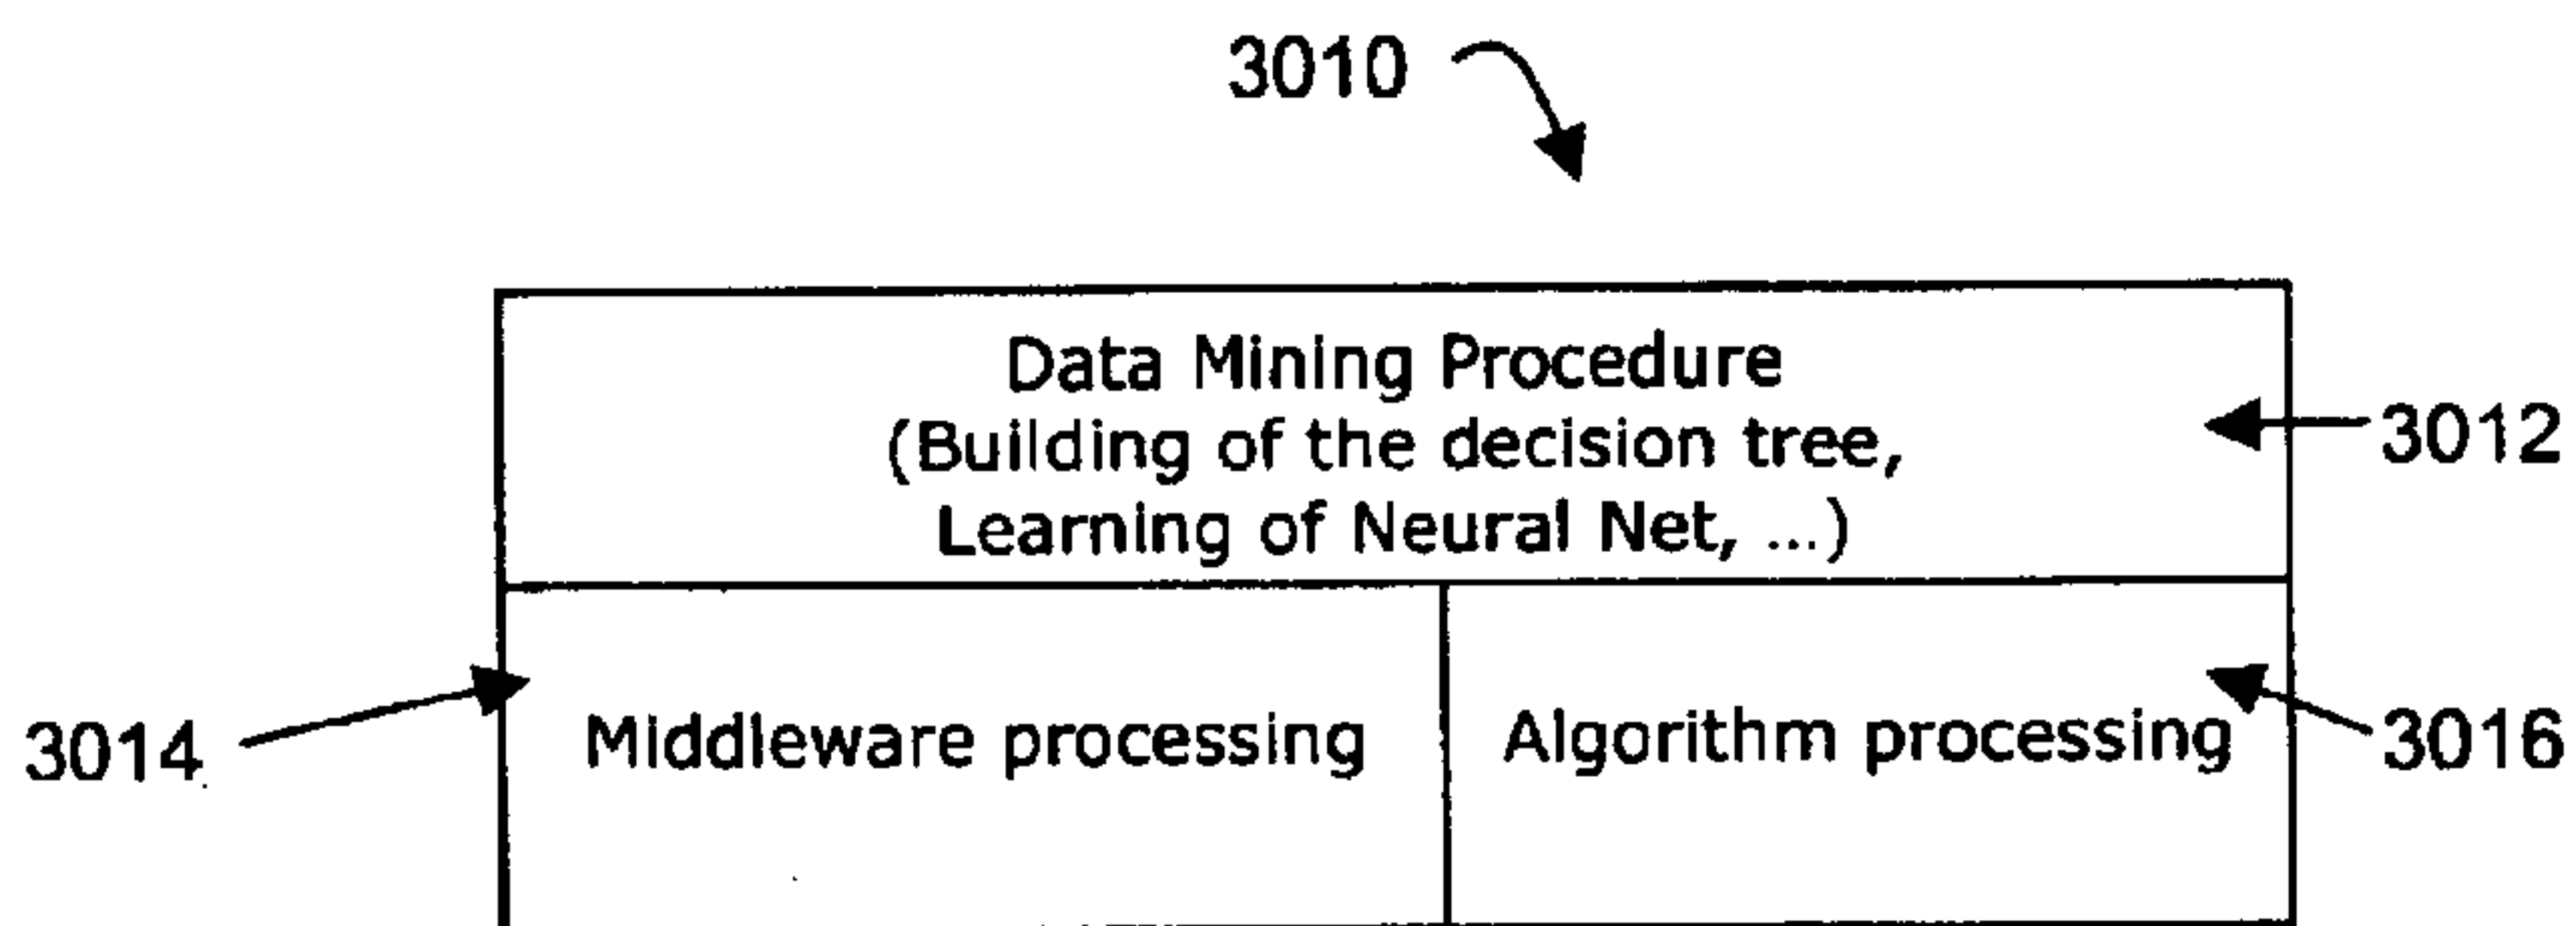 3010
Data Mining Procedure
(Building of the decision tree,
Learning of Neural Net, ...)
3012
3014
Middleware processing
Algorithm processing
3016